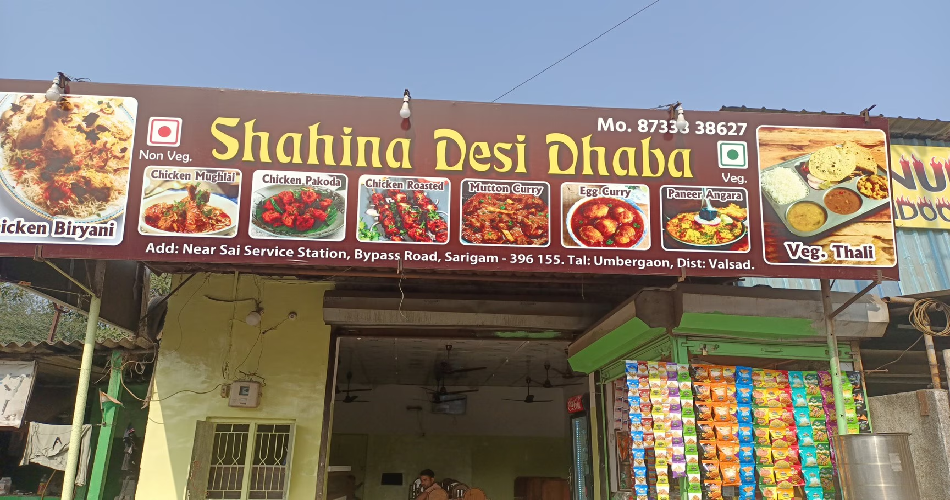 Mo. 87333 38627
Shahina Desi Dhaba
Non Veg.
Veg.
Chicken Mughlai
Chicken Pakoda
Chicken Roasted
Mutton Curry
Egg Curry
Paneer Angara
Biryani
Veg. Thali
Add: Near Sai Service Station, Bypass Road, Sarigam - 396 155. Tal: Umbergaon, Dist: Valsad.